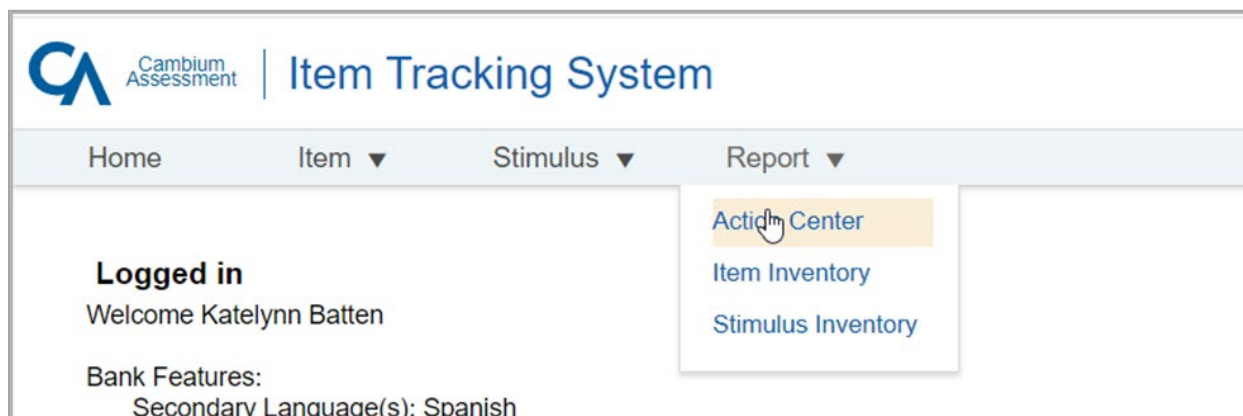 CA Cambium Assessment Item Tracking System
Home Item ▼ Stimulus ▼ Report ▼
Action Center
Item Inventory
Stimulus Inventory
Logged in
Welcome Katelynn Batten
Bank Features:
Secondary Language(s): Spanish